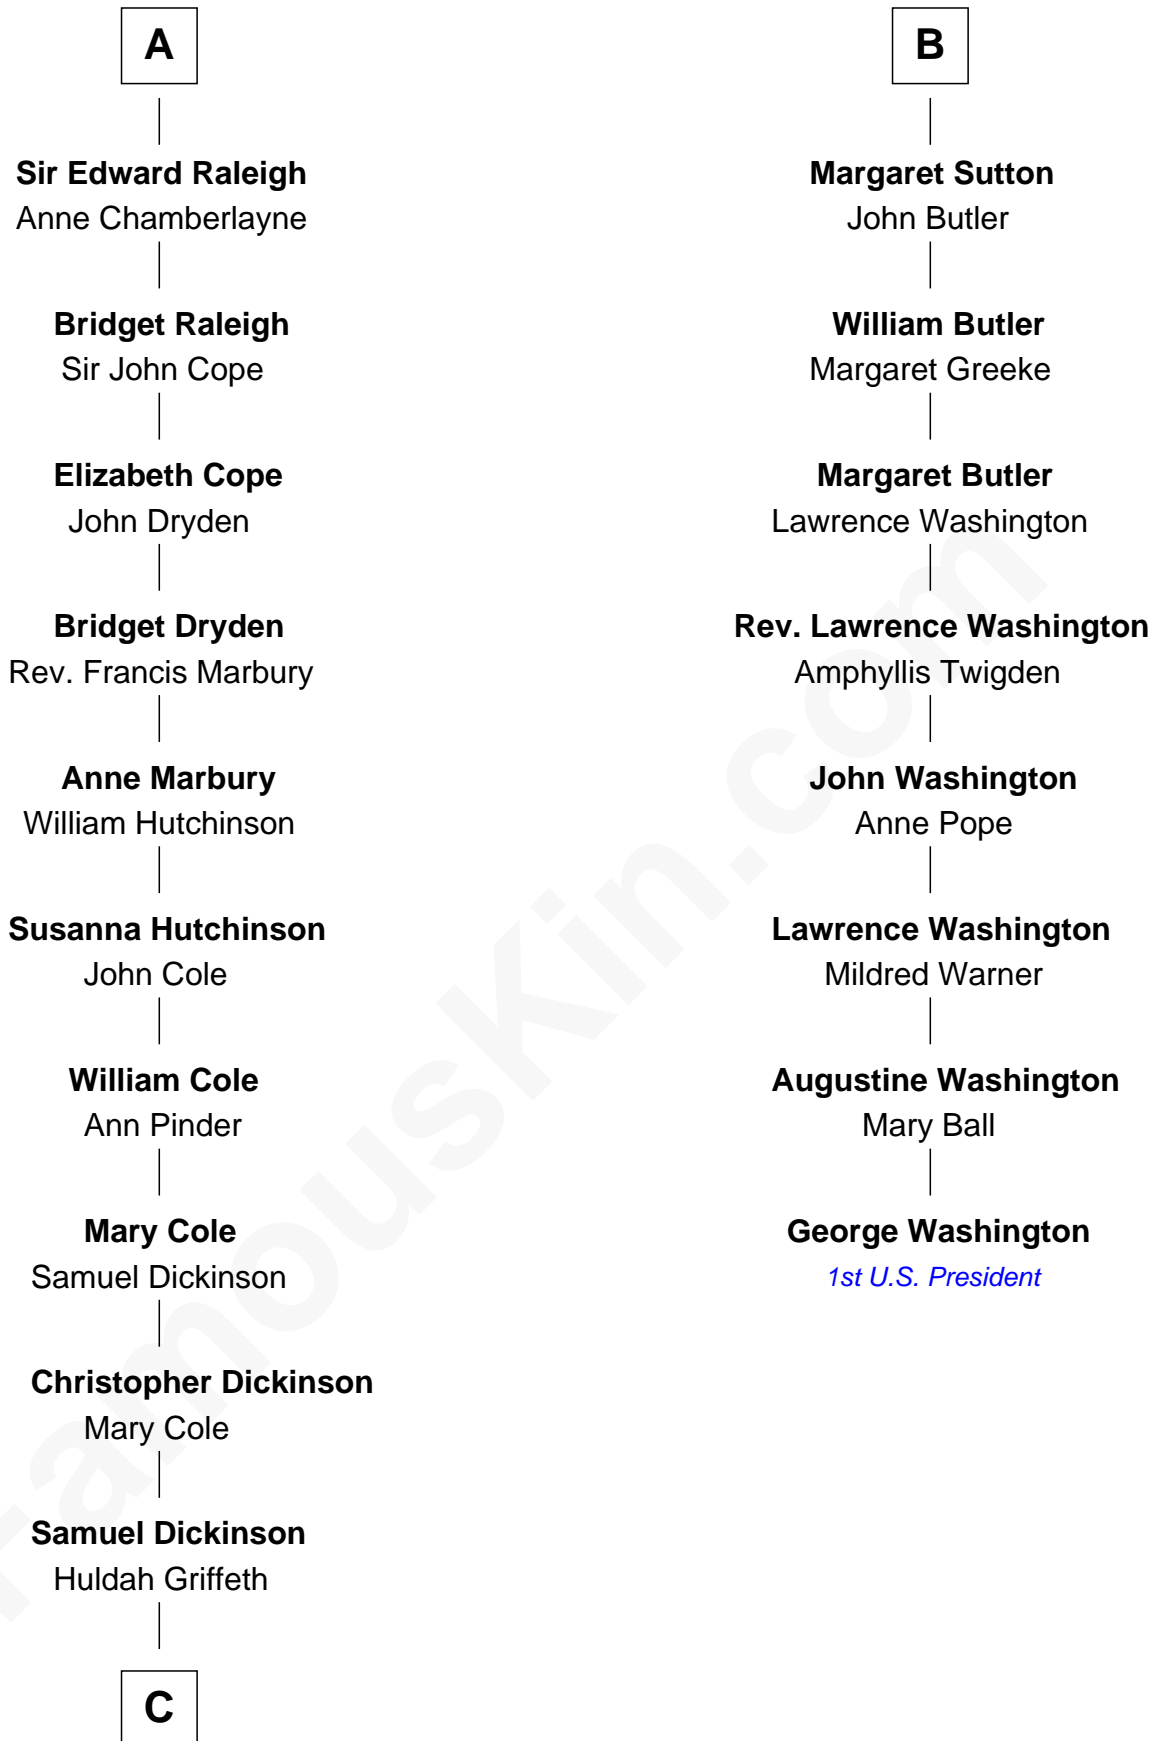 A
Sir Edward Raleigh
Anne Chamberlayne
Bridget Raleigh
Sir John Cope
Elizabeth Cope
John Dryden
Bridget Dryden
Rev. Francis Marbury
Anne Marbury
William Hutchinson
Susanna Hutchinson
John Cole
William Cole
Ann Pinder
Mary Cole
Samuel Dickinson
Christopher Dickinson
Mary Cole
Samuel Dickinson
Huldah Griffeth
C
B
Margaret Sutton
John Butler
William Butler
Margaret Greeke
Margaret Butler
Lawrence Washington
Rev. Lawrence Washington
Amphyllis Twigden
John Washington
Anne Pope
Lawrence Washington
Mildred Warner
Augustine Washington
Mary Ball
George Washington
1st U.S. President
FamousKin.com